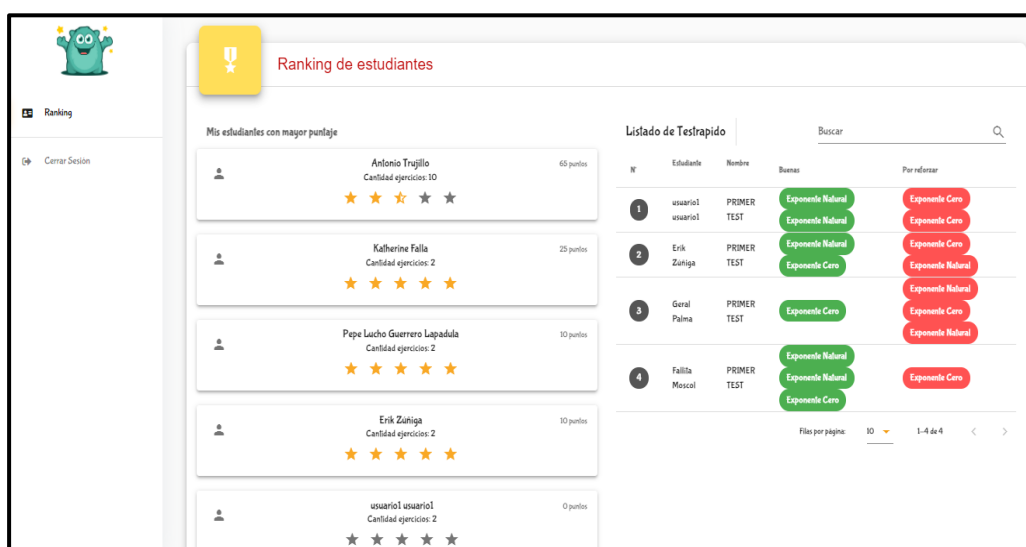 Ranking de estudiantes
Ranking
Cerrar Sesion
Mis estudiantes con mayor puntaje
Antonio Trujillo
65 puntos
Cantidad ejercicios: 10
Katherine Falla
25 puntos
Cantidad ejercicios: 2
Pepe Lucho Guerrero Lapadula
10 puntos
Cantidad ejercicios: 2
Erik Zúñiga
10 puntos
Cantidad ejercicios: 2
usuario1 usuario1
0 puntos
Cantidad ejercicios: 2
Listado de Testrapido
Buscar
N° Estudiante Nombre Buenas Por reforzar
1 usuario1 PRIMER Exponente Natural Exponente Cero
usuario1 TEST Exponente Natural Exponente Cero
2 Erik PRIMER Exponente Natural Exponente Cero
Zúñiga TEST Exponente Cero Exponente Natural
Exponente Natural
3 Geral PRIMER Exponente Cero Exponente Cero
Palma TEST
Exponente Natural
Exponente Natural
4 Fallita PRIMER Exponente Natural Exponente Cero
Moscol TEST
Exponente Cero
Filas por página: 10 1-4 de 4